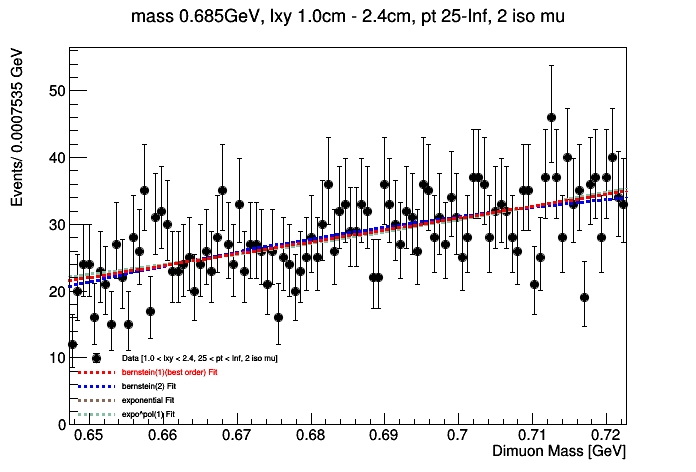 mass 0.685GeV, lxy 1.0cm - 2.4cm, pt 25-Inf, 2 iso mu
Events/ 0.0007535 GeV
50
40
30
20
10
0
Data [1.0 < lxy < 2.4, 25 < pt < Inf, 2 iso mu]
bernstein(1)(best order) Fit
bernstein(2) Fit
exponential Fit
expo*pol(1) Fit
0.65 0.66 0.67 0.68 0.69 0.7 0.71 0.72
Dimuon Mass [GeV]